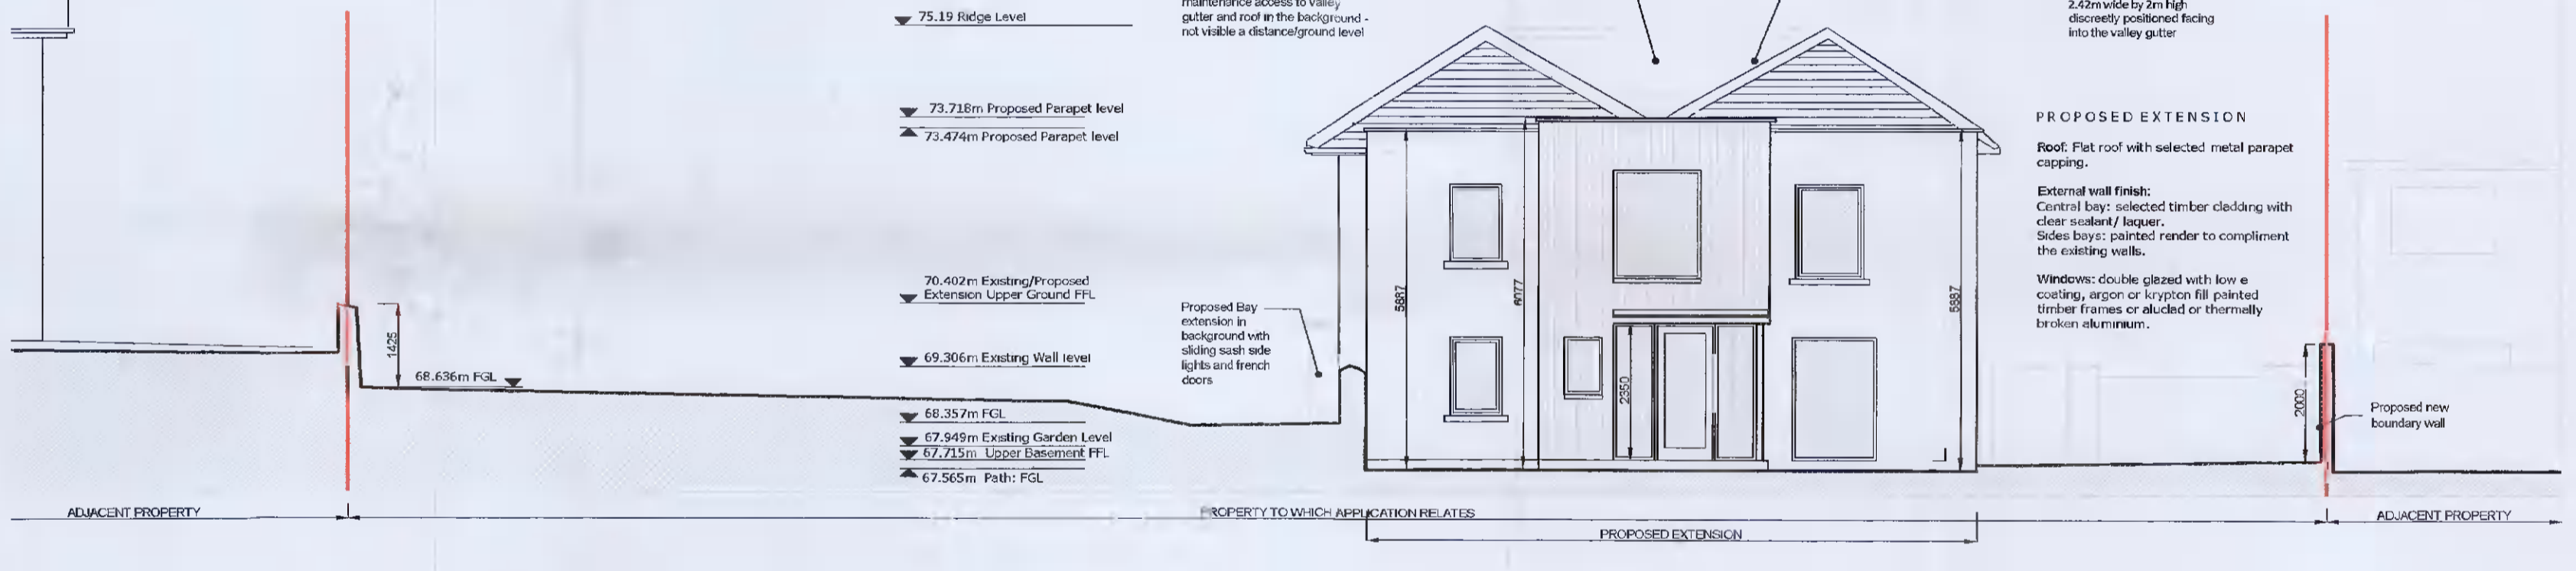 75.19 Ridge Level
73.718m Proposed Parapet level
73.474m Proposed Parapet level
70.402m Existing/Proposed
Extension Upper Ground FFL
69.306m Existing Wall level
68.357m FGL
67.949m Existing Garden Level
67.715m Upper Basement FFL
67.565m Path: FGL
1425
68.636m FGL
maintenance access to valley
gutter and roof in the background -
not visible a distance/ground level
Proposed Bay
extension in
background with
sliding sash side
lights and french
doors
5887
6077
2350
5887
2.42m wide by 2m high
discreetly positioned facing
into the valley gutter
PROPOSED EXTENSION
Roof: Flat roof with selected metal parapet
capping.
External wall finish:
Central bay: selected timber cladding with
clear sealant/ laquer.
Sides bays: painted render to compliment
the existing walls.
Windows: double glazed with low e
coating, argon or krypton fill painted
timber frames or aluclad or thermally
broken aluminium.
2000
Proposed new
boundary wall
ADJACENT PROPERTY
PROPERTY TO WHICH APPLICATION RELATES
ADJACENT PROPERTY
PROPOSED EXTENSION